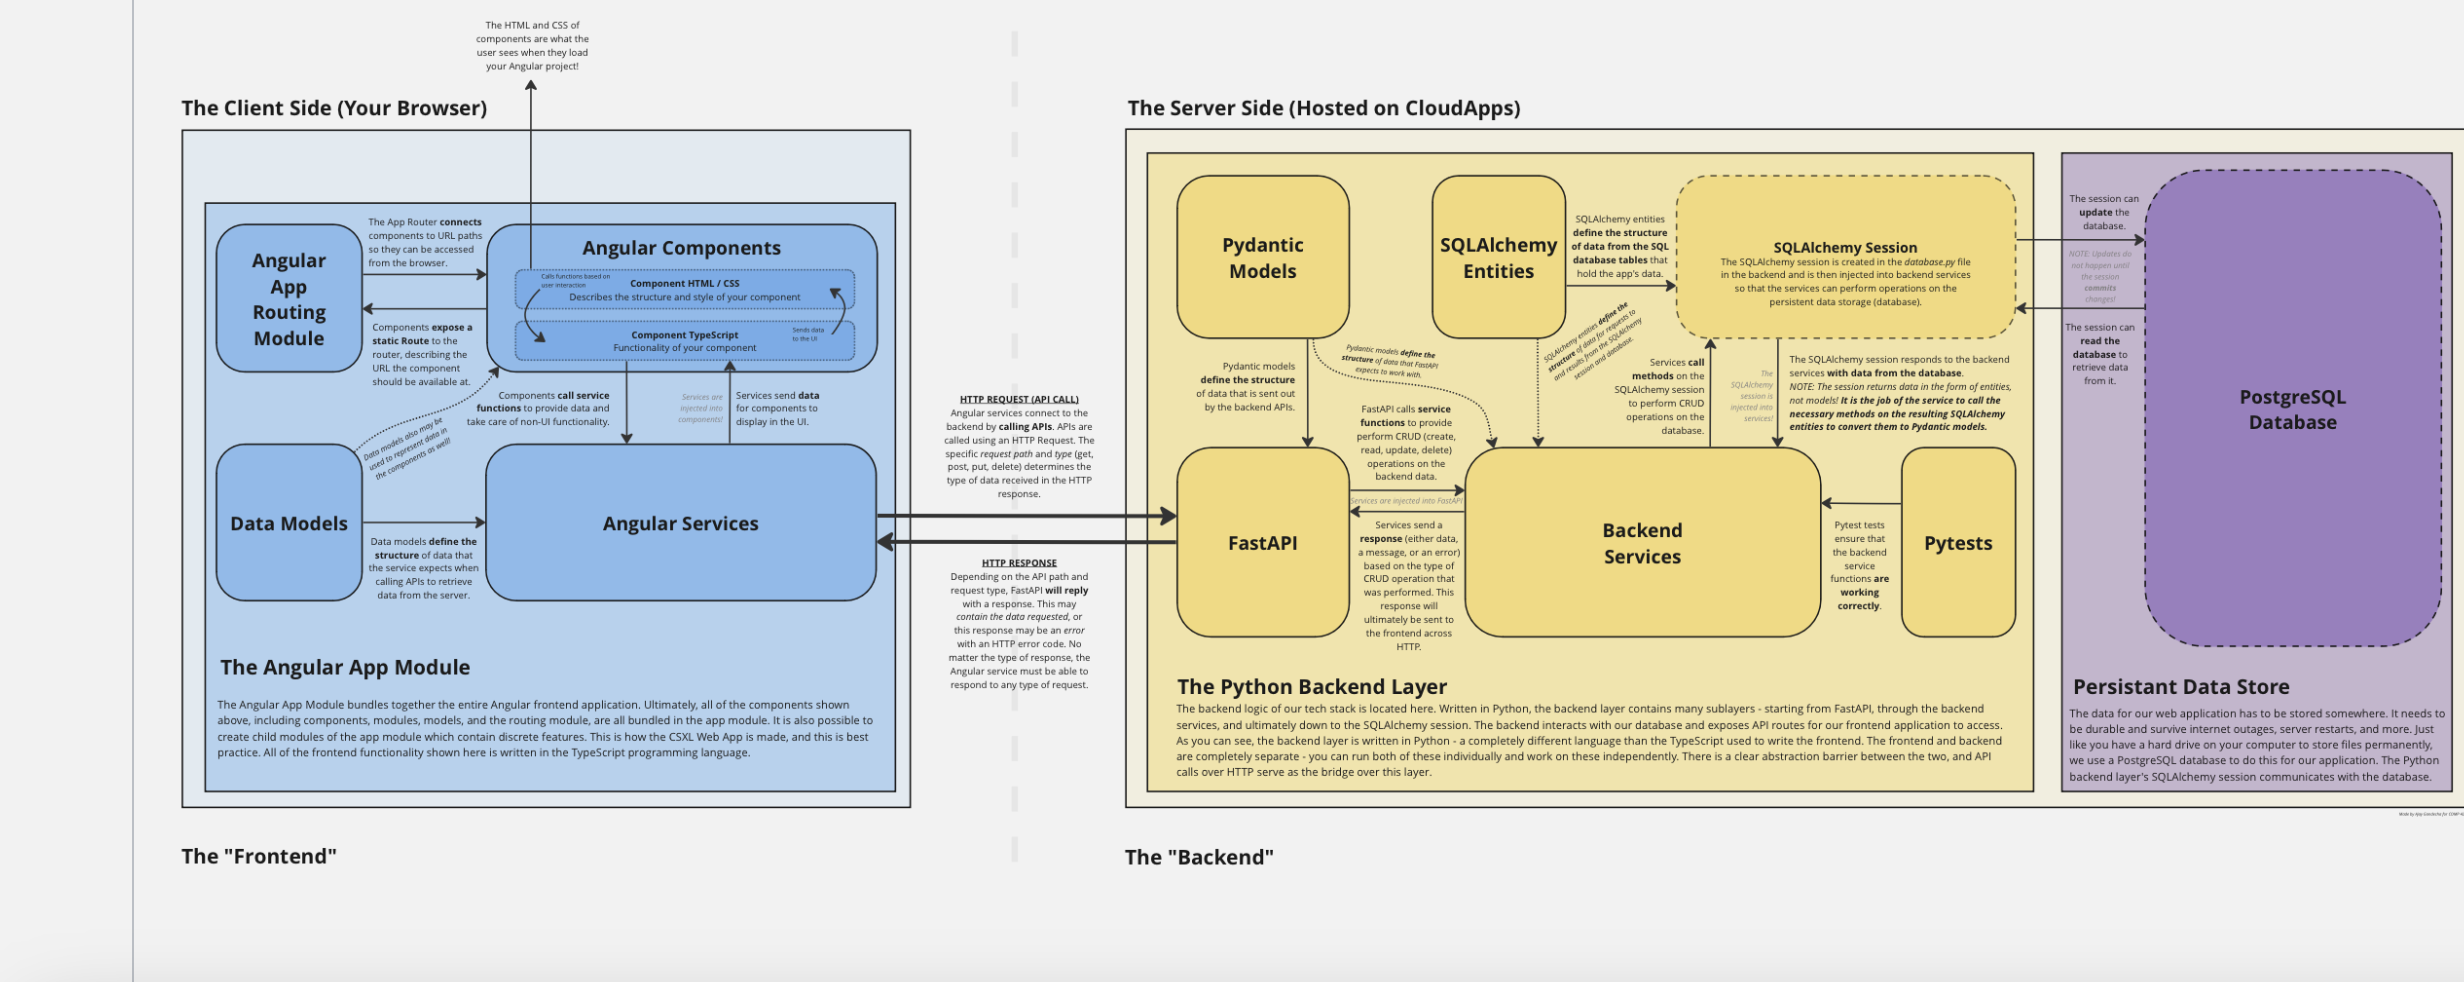 The HTML and CSS of
components are what the
user sees when they load
your Angular project!
The Client Side (Your Browser)
Angular
App
Routing
Module
The App Router connects
components to URL paths
so they can be accessed
from the browser.
Components expose a
static Route to the
router, describing the
URL the component
should be available at.
Angular Components
Calls functions based on
user interaction
Component HTML / CSS
Describes the structure and style of your component
Component TypeScript
Functionality of your component
Sends data
to the UI
Components call service
functions to provide data and
take care of non-UI functionality.
Services are
injected into
components!
Services send data
for components to
display in the UI.
Data models also may be
used to represent data in
the components as well!
Data Models
Data models define the
structure of data that
the service expects when
calling APIs to retrieve
data from the server.
Angular Services
The Angular App Module
The Angular App Module bundles together the entire Angular frontend application. Ultimately, all of the components shown
above, including components, modules, models, and the routing module, are all bundled in the app module. It is also possible to
create child modules of the app module which contain discrete features. This is how the CSXL Web App is made, and this is best
practice. All of the frontend functionality shown here is written in the TypeScript programming language.
The "Frontend"
HTTP REQUEST (API CALL)
Angular services connect to the
backend by calling APIs. APIs are
called using an HTTP Request. The
specific request path and type (get,
post, put, delete) determines the
type of data received in the HTTP
response.
HTTP RESPONSE
Depending on the API path and
request type, FastAPI will reply
with a response. This may
contain the data requested, or
this response may be an error
with an HTTP error code. No
matter the type of response, the
Angular service must be able to
respond to any type of request.
The Server Side (Hosted on CloudApps)
Pydantic
Models
SQLAlchemy
Entities
SQLAlchemy entities
define the structure
of data from the SQL
database tables that
hold the app's data.
SQLAlchemy Session
The SQLAlchemy session is created in the database.py file
in the backend and is then injected into backend services
so that the services can perform operations on the
persistent data storage (database).
Pydantic models
define the structure
of data that is sent out
by the backend APIs.
Pydantic models define the
structure of data that FastAPI
expects to work with.
SQLAlchemy entities define the
structure of data for requests to
and results from the SQLAlchemy
session and database.
Services call
methods on the
SQLAlchemy session
to perform CRUD
operations on the
database.
The
SQLAlchemy
session is
injected into
services!
The SQLAlchemy session responds to the backend
services with data from the database.
NOTE: The session returns data in the form of entities,
not models! It is the job of the service to call the
necessary methods on the resulting SQLAlchemy
entities to convert them to Pydantic models.
FastAPI calls service
functions to provide
perform CRUD (create,
read, update, delete)
operations on the
backend data.
Services are injected into FastAPI
Services send a
response (either data,
a message, or an error)
based on the type of
CRUD operation that
was performed. This
response will
ultimately be sent to
the frontend across
HTTP.
FastAPI
Backend
Services
Pytest tests
ensure that
the backend
service
functions are
working
correctly.
Pytests
The Python Backend Layer
The backend logic of our tech stack is located here. Written in Python, the backend layer contains many sublayers - starting from FastAPI, through the backend
services, and ultimately down to the SQLAlchemy session. The backend interacts with our database and exposes API routes for our frontend application to access.
As you can see, the backend layer is written in Python - a completely different language than the TypeScript used to write the frontend. The frontend and backend
are completely separate - you can run both of these individually and work on these independently. There is a clear abstraction barrier between the two, and API
calls over HTTP serve as the bridge over this layer.
The session can
update the
database.
NOTE: Updates do
not happen until
the session
commits
changes!
The session can
read the
database to
retrieve data
from it.
PostgreSQL
Database
Persistant Data Store
The data for our web application has to be stored somewhere. It needs to
be durable and survive internet outages, server restarts, and more. Just
like you have a hard drive on your computer to store files permanently,
we use a PostgreSQL database to do this for our application. The Python
backend layer's SQLAlchemy session communicates with the database.
The "Backend"